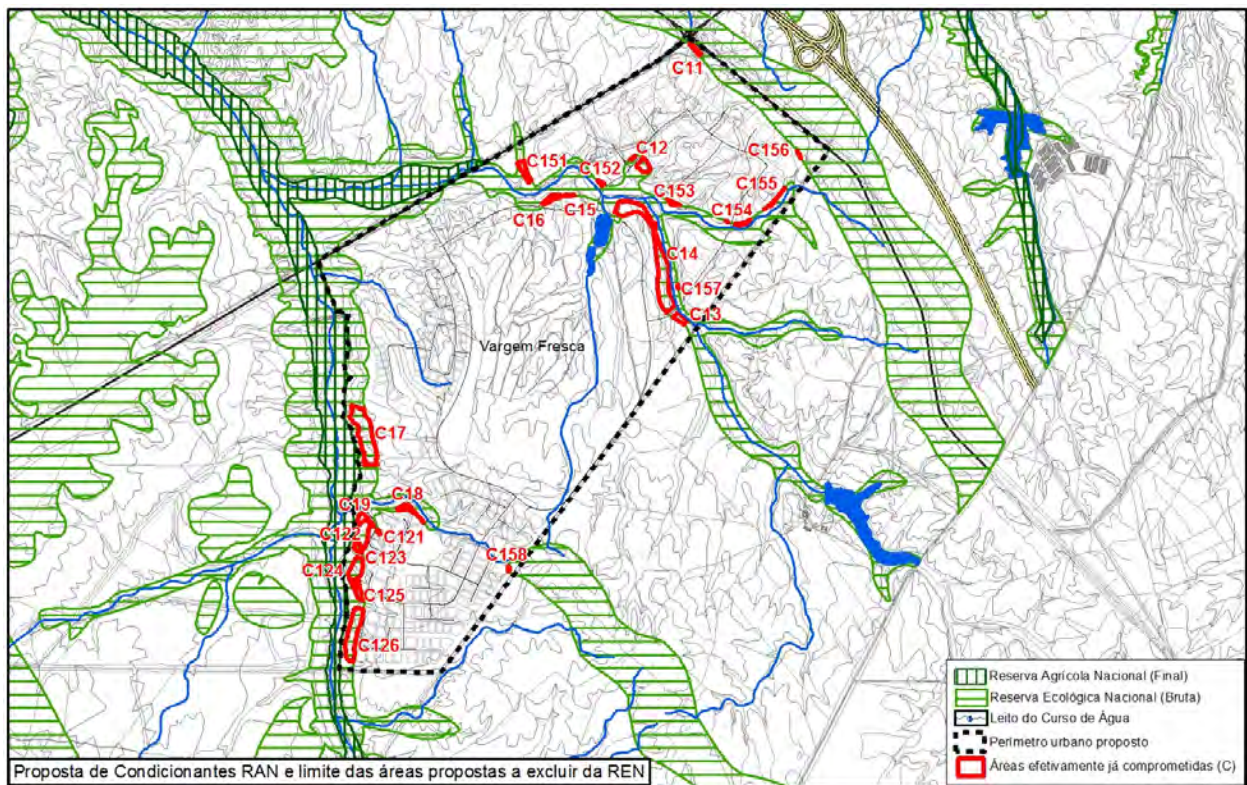 C11
C12
C156
C151
C152
C155
C153
C16
C15
C154
C14
C157
C13
Vargem Fresca
C17
C18
C19
C121
C122
C123
C158
C124
C125
C126
Reserva Agrícola Nacional (Final)
Reserva Ecológica Nacional (Bruta)
Leito do Curso de Água
Perímetro urbano proposto
Áreas efetivamente já comprometidas (C)
Proposta de Condicionantes RAN e limite das áreas propostas a excluir da REN